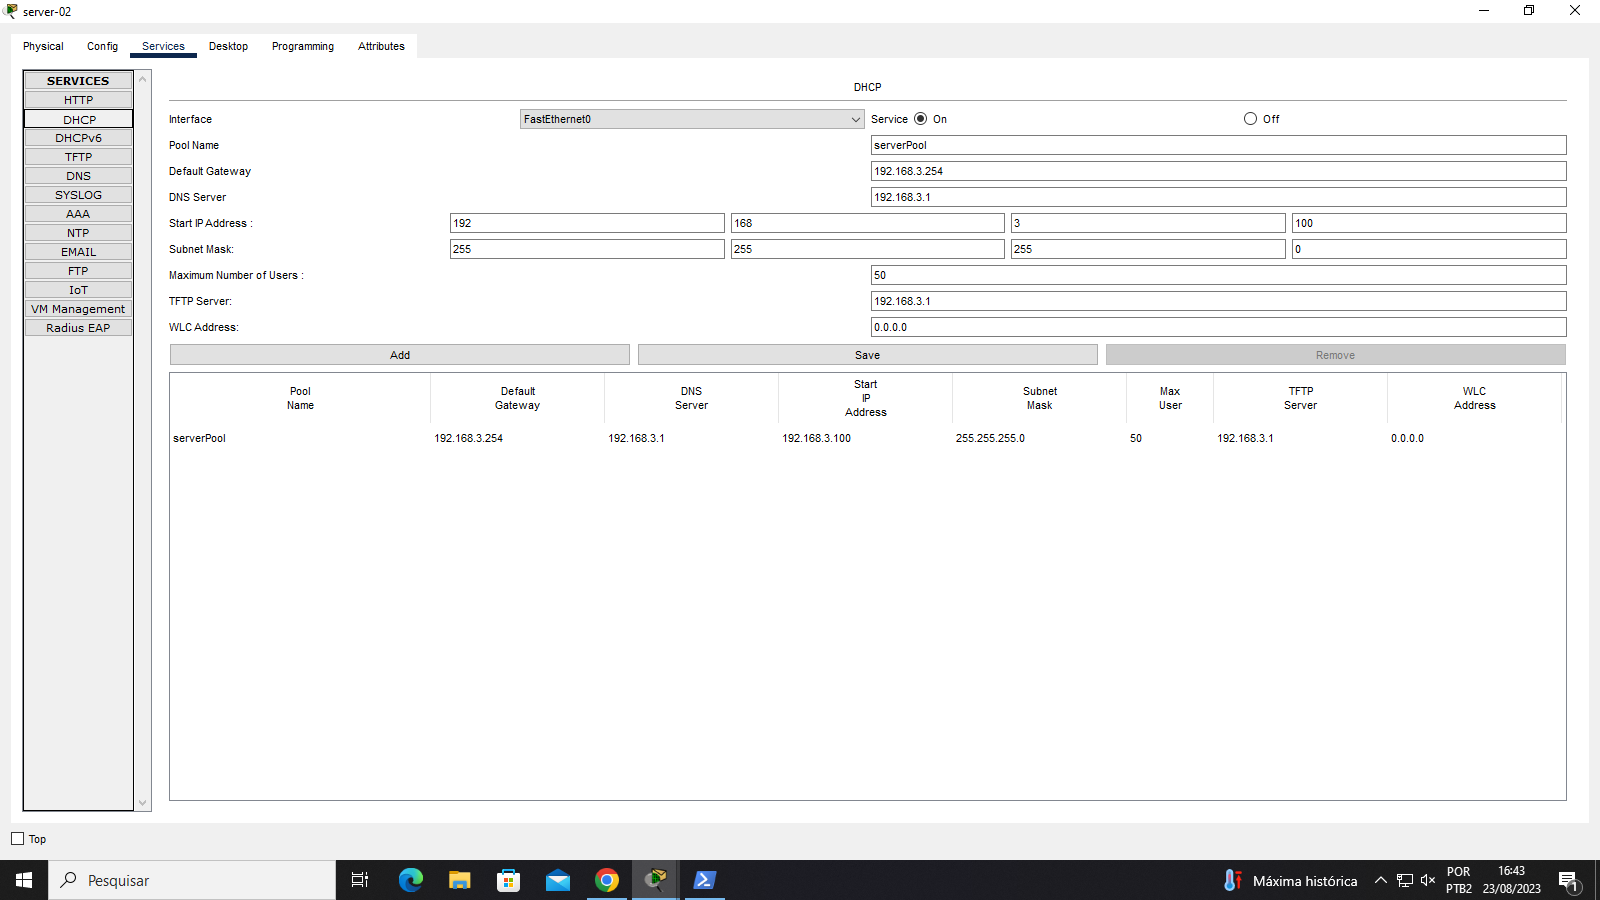 server-02
Physical Config Services Desktop Programming Attributes
SERVICES
HTTP
DHCP
DHCPv6
TFTP
DNS
SYSLOG
AAA
NTP
EMAIL
FTP
IoT
VM Management
Radius EAP
DHCP
Interface FastEthernet0 Service On Off
Pool Name serverPool
Default Gateway 192.168.3.254
DNS Server 192.168.3.1
Start IP Address : 192 168 3 100
Subnet Mask: 255 255 255 0
Maximum Number of Users : 50
TFTP Server: 192.168.3.1
WLC Address: 0.0.0.0
Add Save Remove
Pool Name Default Gateway DNS Server Start IP Address Subnet Mask Max User TFTP Server WLC Address
serverPool 192.168.3.254 192.168.3.1 192.168.3.100 255.255.255.0 50 192.168.3.1 0.0.0.0
Top
Pesquisar
Máxima histórica
POR
PTB2
16:43
23/08/2023
1